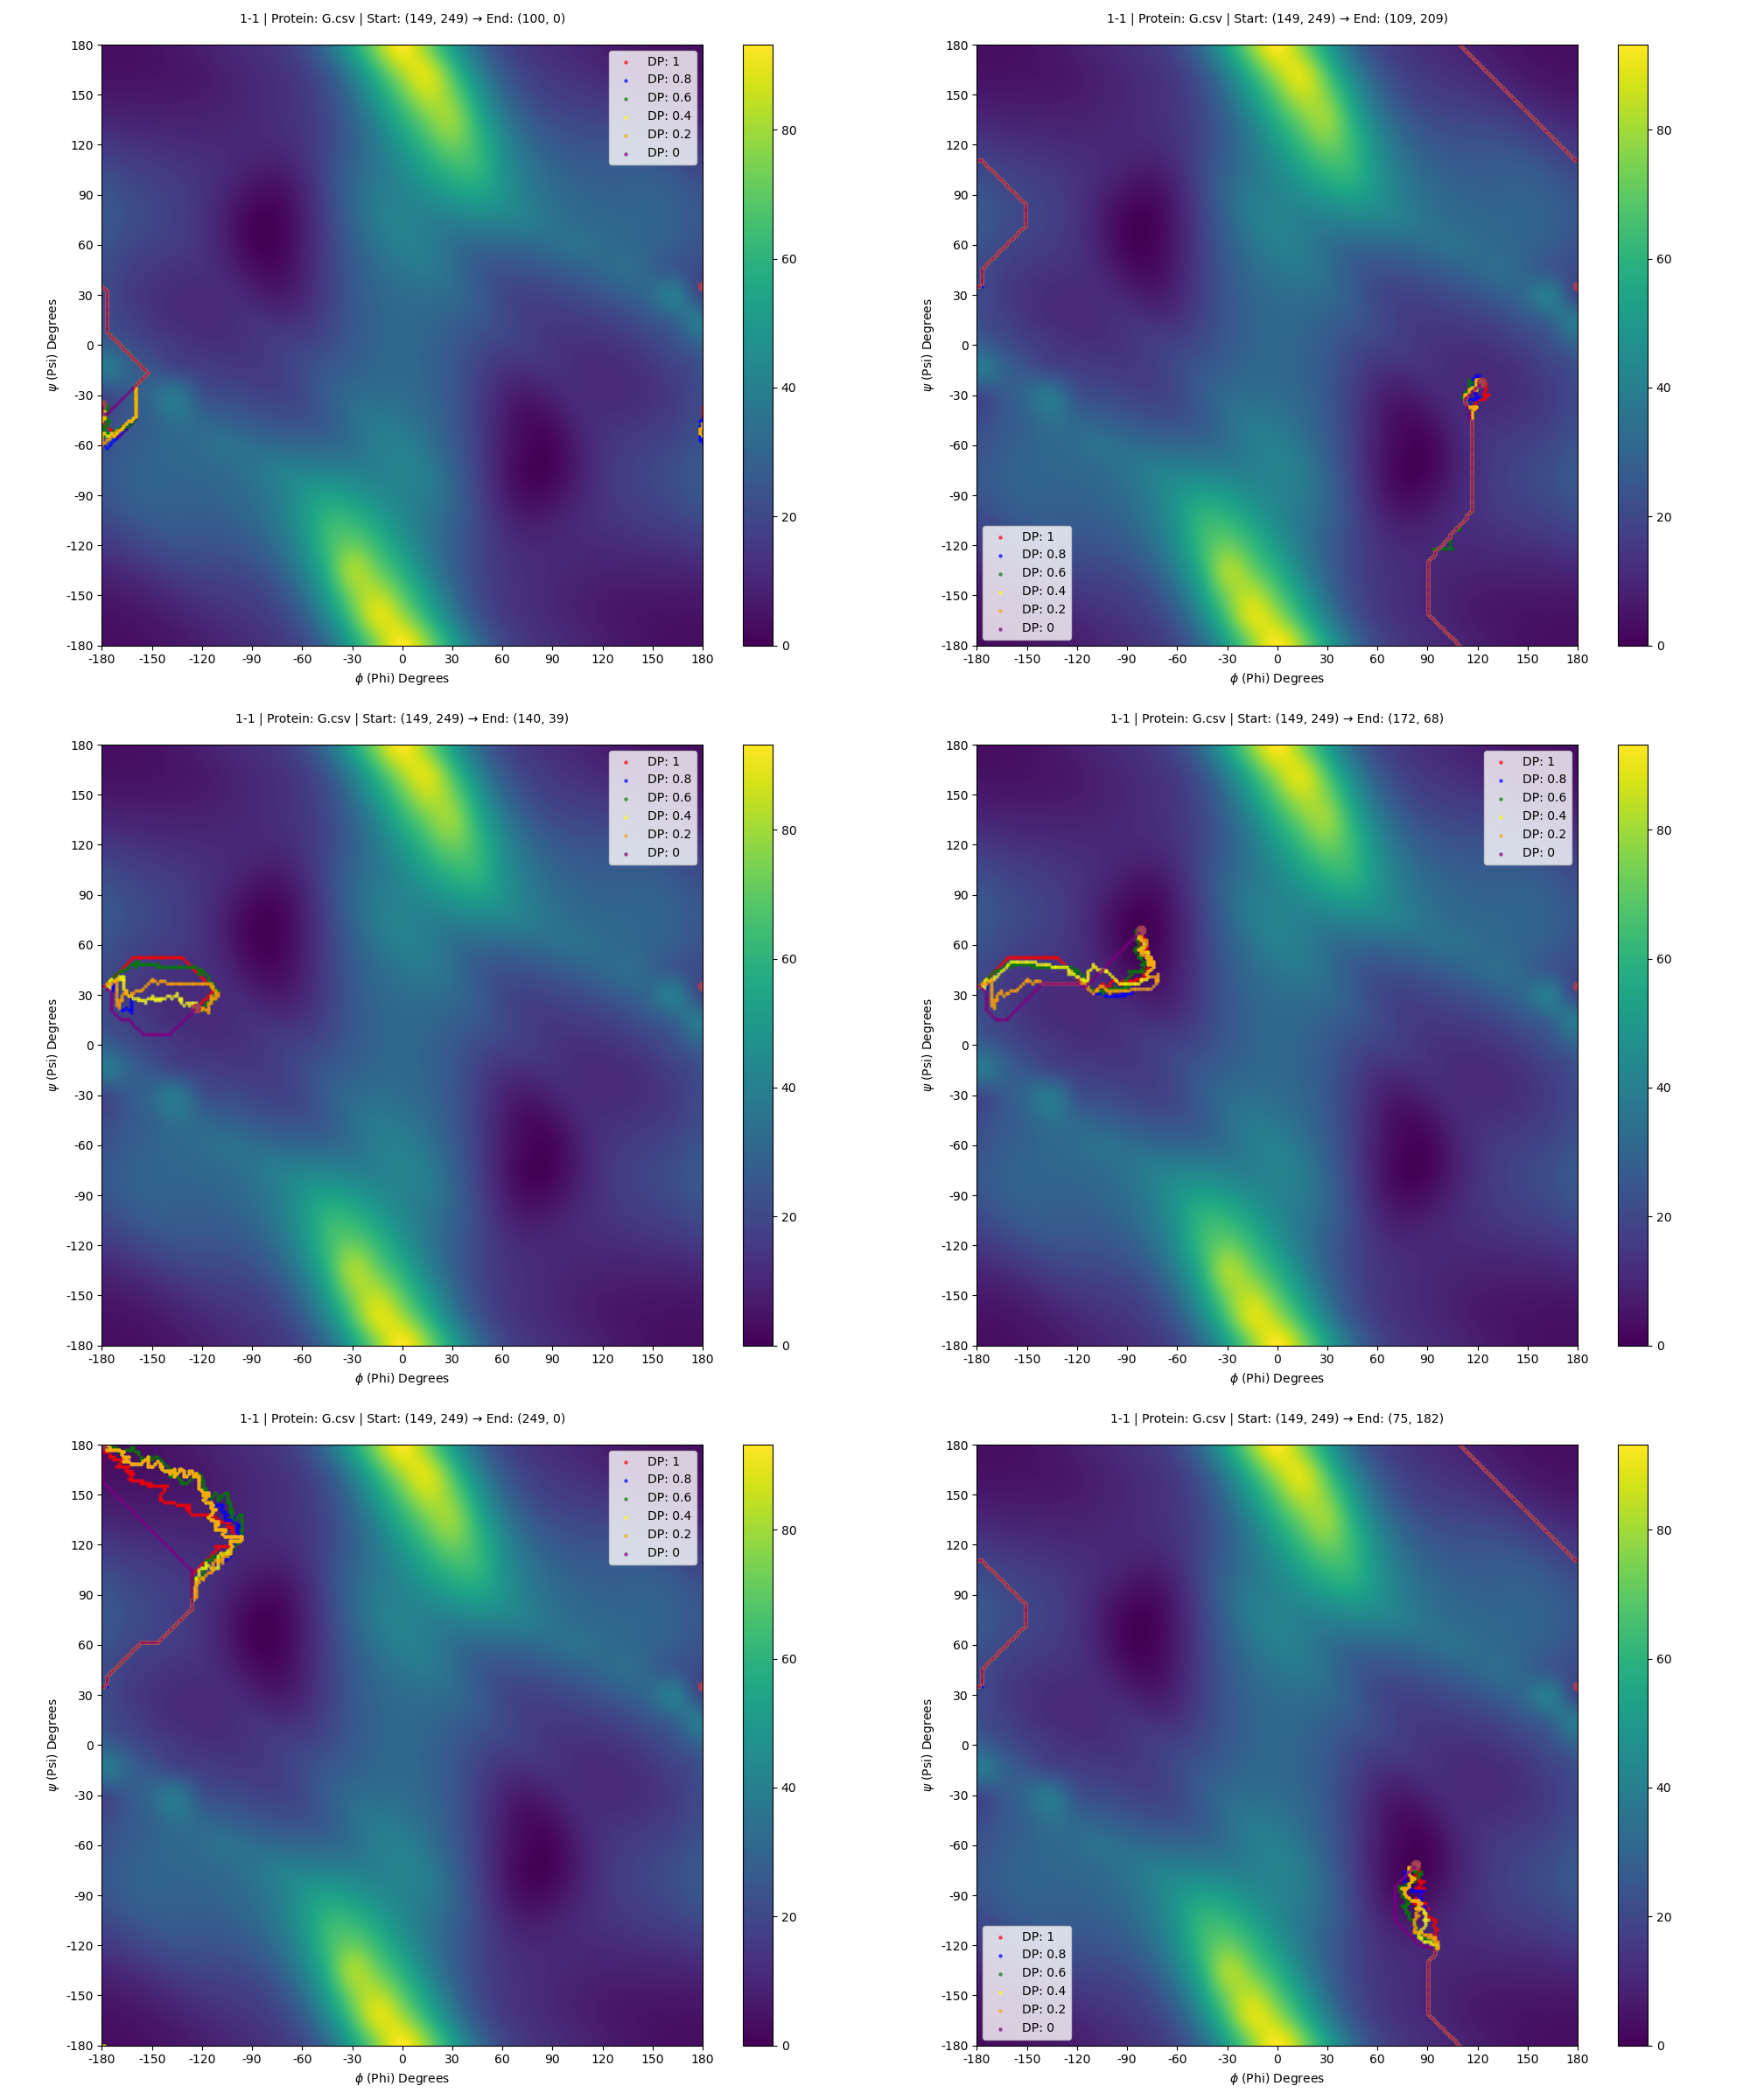 1-1 | Protein: G.csv | Start: (149, 249) → End: (100, 0)
180
150
120
90
60
30
0
-30
-60
-90
-120
-150
-180
ψ (Psi) Degrees
-180 -150 -120 -90 -60 -30 0 30 60 90 120 150 180
ϕ (Phi) Degrees
DP: 1
DP: 0.8
DP: 0.6
DP: 0.4
DP: 0.2
DP: 0
80
60
40
20
0
1-1 | Protein: G.csv | Start: (149, 249) → End: (109, 209)
180
150
120
90
60
30
0
-30
-60
-90
-120
-150
-180
ψ (Psi) Degrees
-180 -150 -120 -90 -60 -30 0 30 60 90 120 150 180
ϕ (Phi) Degrees
DP: 1
DP: 0.8
DP: 0.6
DP: 0.4
DP: 0.2
DP: 0
80
60
40
20
0
1-1 | Protein: G.csv | Start: (149, 249) → End: (140, 39)
180
150
120
90
60
30
0
-30
-60
-90
-120
-150
-180
ψ (Psi) Degrees
-180 -150 -120 -90 -60 -30 0 30 60 90 120 150 180
ϕ (Phi) Degrees
DP: 1
DP: 0.8
DP: 0.6
DP: 0.4
DP: 0.2
DP: 0
80
60
40
20
0
1-1 | Protein: G.csv | Start: (149, 249) → End: (172, 68)
180
150
120
90
60
30
0
-30
-60
-90
-120
-150
-180
ψ (Psi) Degrees
-180 -150 -120 -90 -60 -30 0 30 60 90 120 150 180
ϕ (Phi) Degrees
DP: 1
DP: 0.8
DP: 0.6
DP: 0.4
DP: 0.2
DP: 0
80
60
40
20
0
1-1 | Protein: G.csv | Start: (149, 249) → End: (249, 0)
180
150
120
90
60
30
0
-30
-60
-90
-120
-150
-180
ψ (Psi) Degrees
-180 -150 -120 -90 -60 -30 0 30 60 90 120 150 180
ϕ (Phi) Degrees
DP: 1
DP: 0.8
DP: 0.6
DP: 0.4
DP: 0.2
DP: 0
80
60
40
20
0
1-1 | Protein: G.csv | Start: (149, 249) → End: (75, 182)
180
150
120
90
60
30
0
-30
-60
-90
-120
-150
-180
ψ (Psi) Degrees
-180 -150 -120 -90 -60 -30 0 30 60 90 120 150 180
ϕ (Phi) Degrees
DP: 1
DP: 0.8
DP: 0.6
DP: 0.4
DP: 0.2
DP: 0
80
60
40
20
0